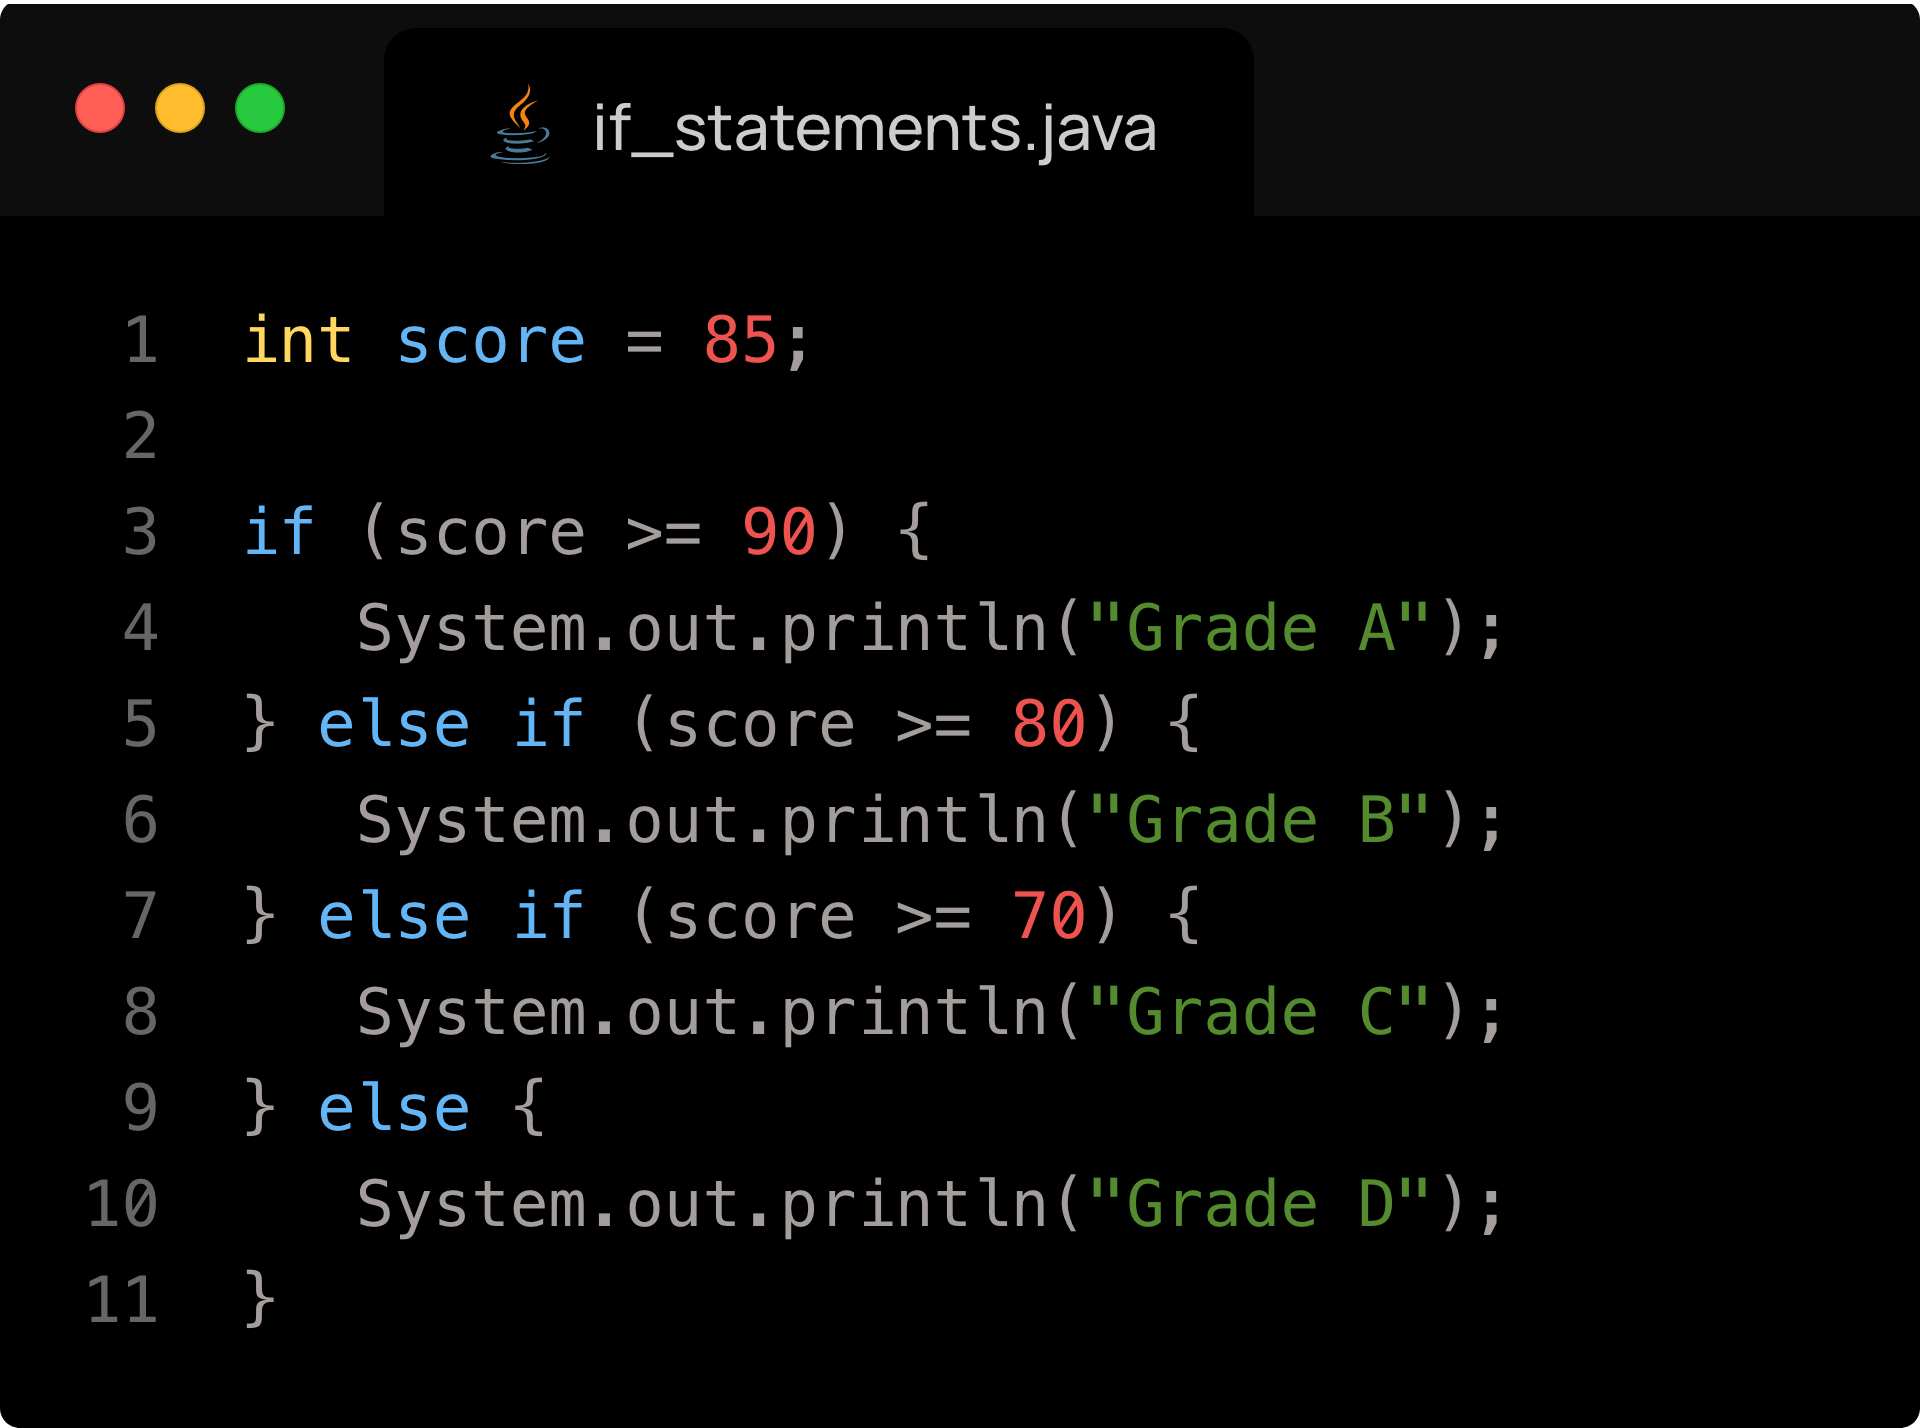 if_statements.java
1 int score = 85;
2
3 if (score >= 90) {
4    System.out.println("Grade A");
5 } else if (score >= 80) {
6    System.out.println("Grade B");
7 } else if (score >= 70) {
8    System.out.println("Grade C");
9 } else {
10    System.out.println("Grade D");
11 }